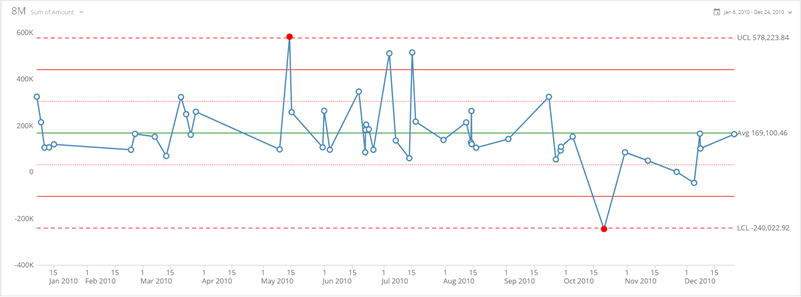 8M Sum of Amount
Jan 6, 2010 - Dec 24, 2010
600K
UCL 578,223.84
400K
200K
Avg 169,100.46
0
-200K
LCL -240,022.92
-400K
15 1 15 1 15 1 15 1 15 1 15 1 15 1 15 1 15 1 15 1 15 1 15
Jan 2010 Feb 2010 Mar 2010 Apr 2010 May 2010 Jun 2010 Jul 2010 Aug 2010 Sep 2010 Oct 2010 Nov 2010 Dec 2010